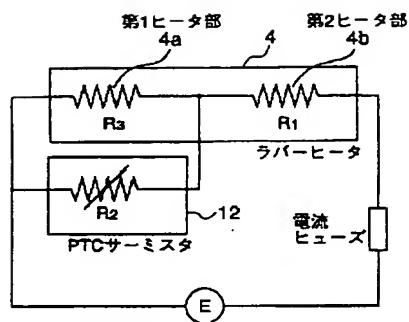 第1ヒータ部
4a
4
第2ヒータ部
4b
R3
R1
ラバーヒータ
R2
12
PTCサーミスタ
電流
ヒューズ
E